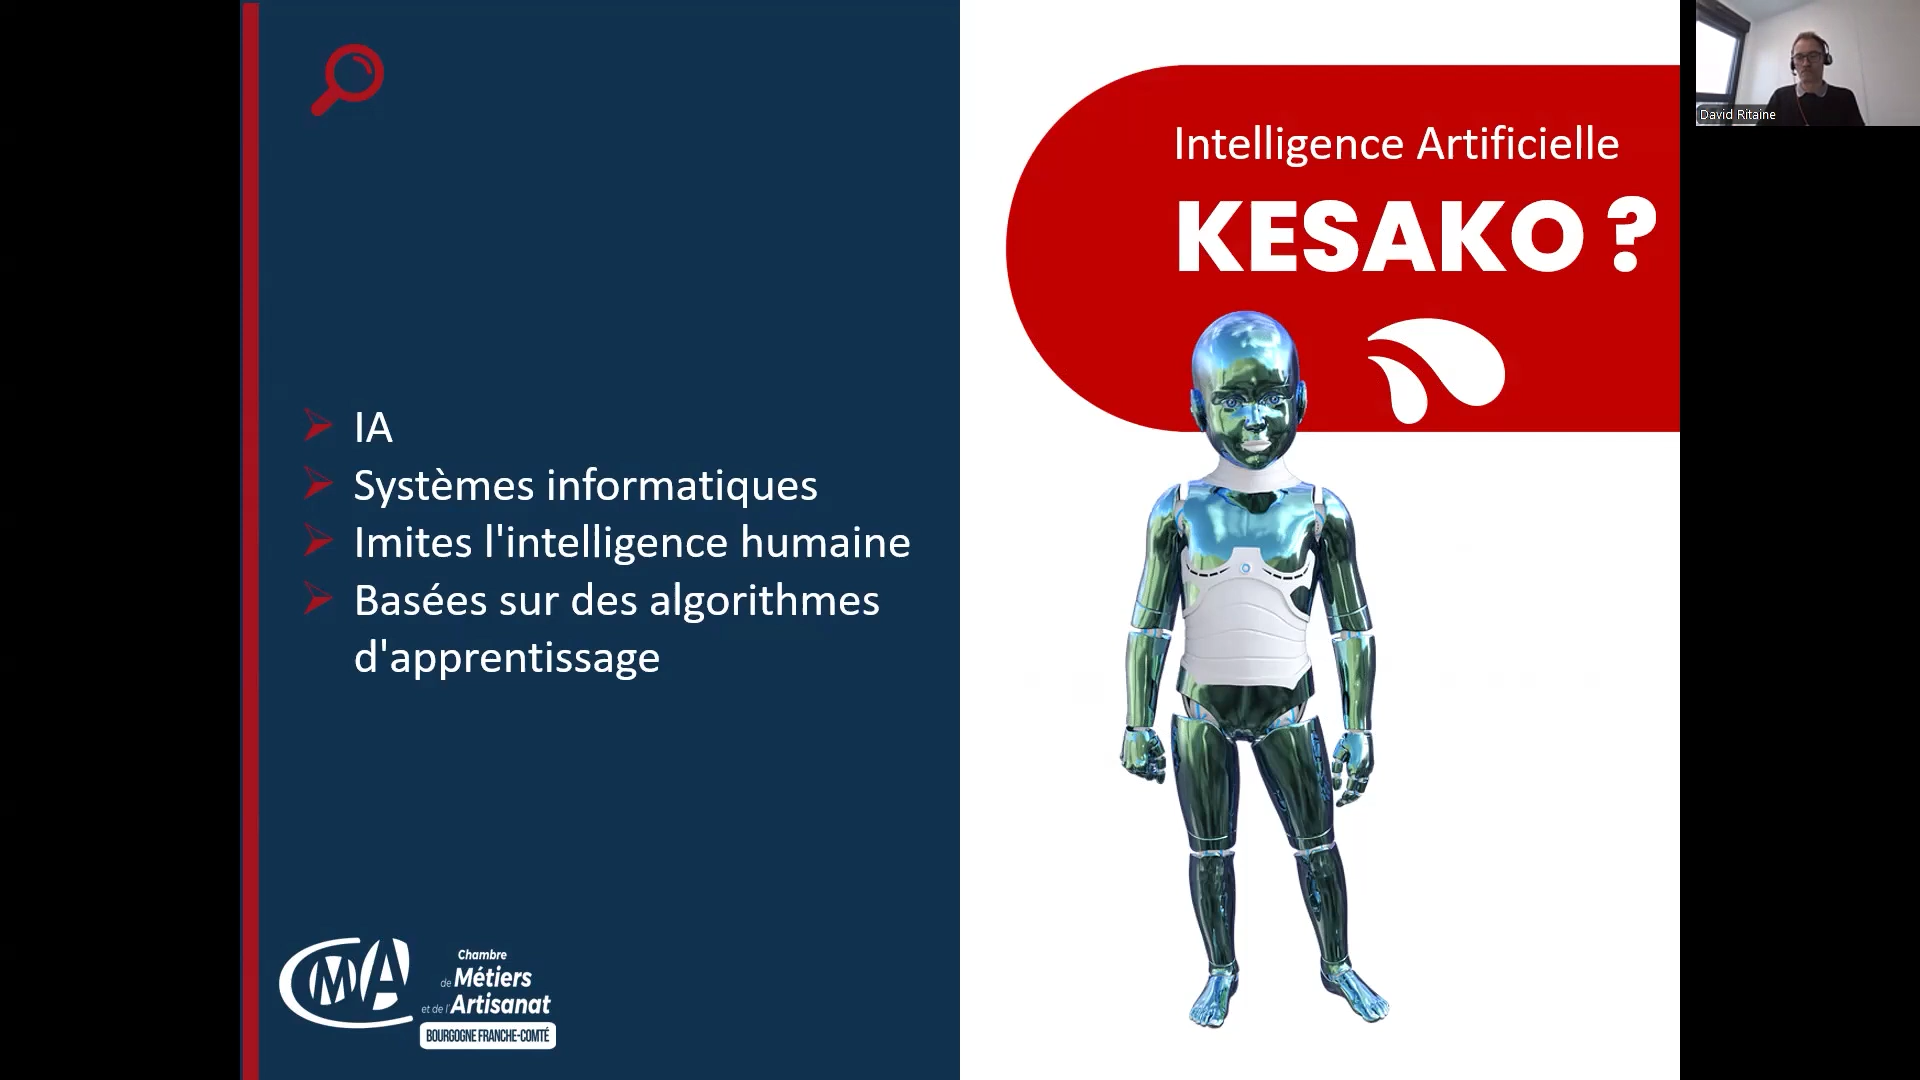 Intelligence Artificielle
KESAKO ?
IA
Systèmes informatiques
Imites l'intelligence humaine
Basées sur des algorithmes
d'apprentissage
CMA
Chambre
de Métiers
et de l'Artisanat
BOURGOGNE FRANCHE-COMTÉ
David Ritaine